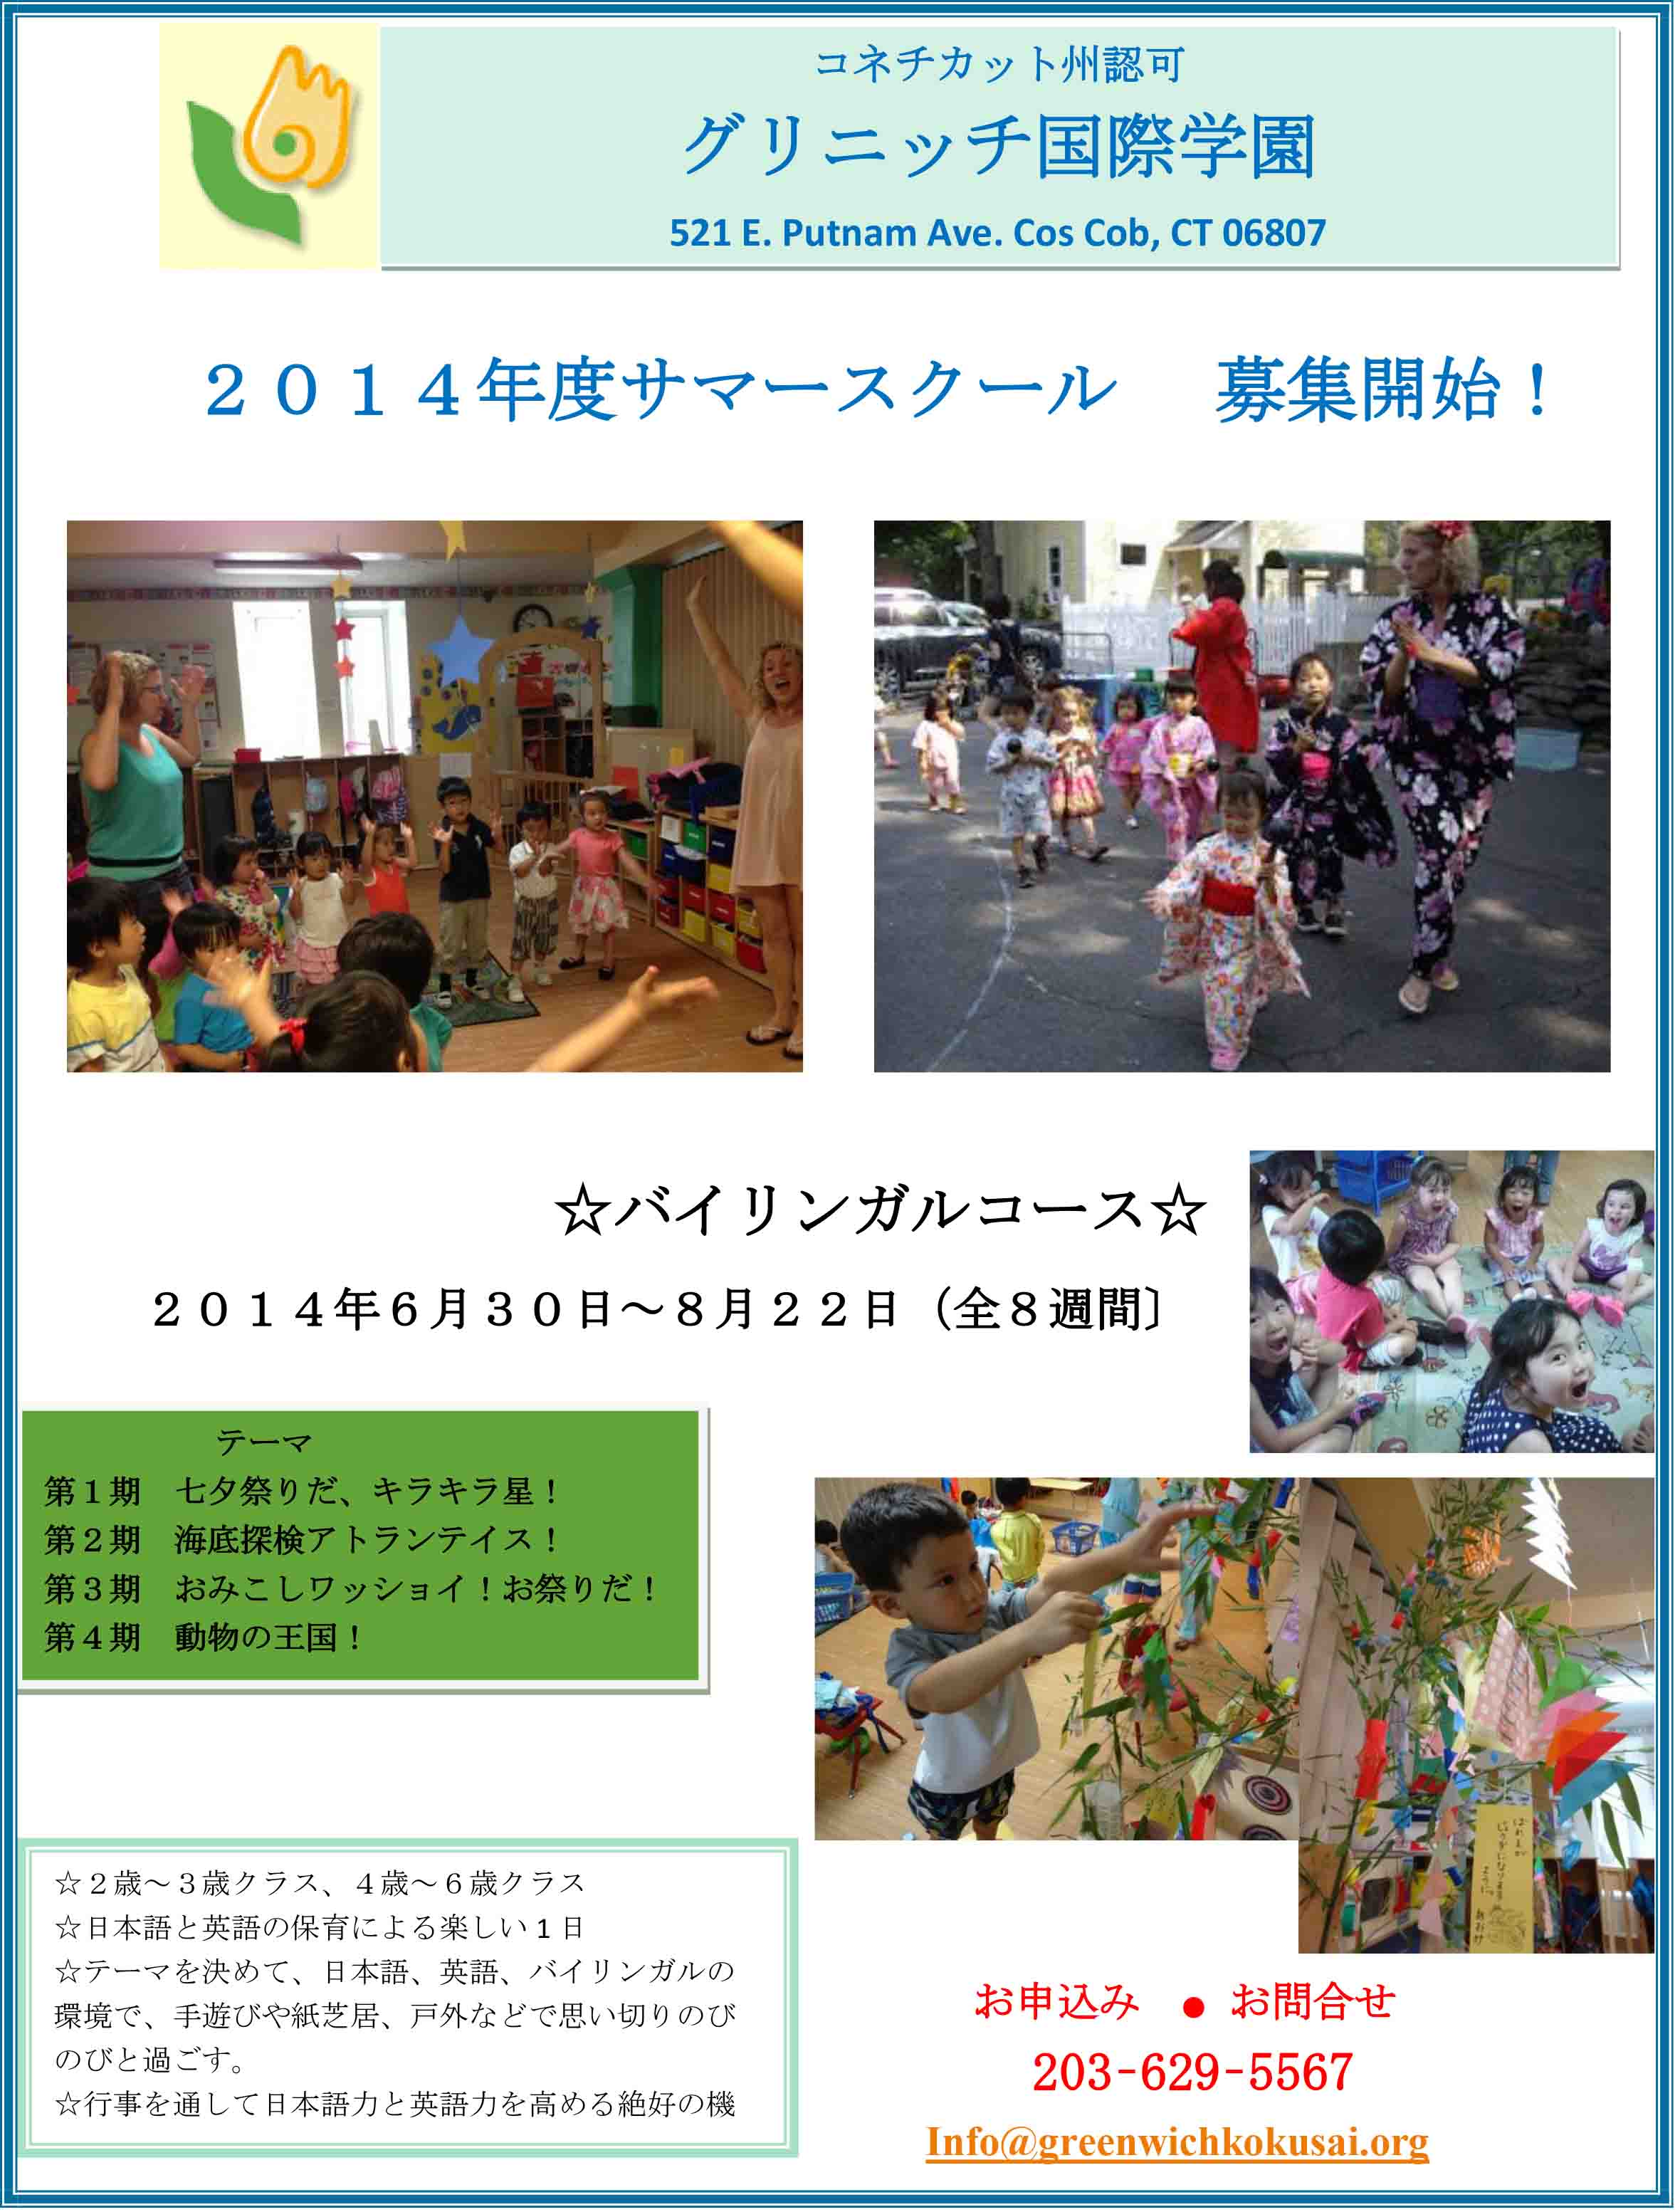 コネチカット州認可
グリニッチ国際学園
521 E. Putnam Ave. Cos Cob, CT 06807
２０１４年度サマースクール　募集開始！
☆バイリンガルコース☆
２０１４年６月３０日～８月２２日（全８週間〕
テーマ
第１期　七夕祭りだ、キラキラ星！
第２期　海底探検アトランテイス！
第３期　おみこしワッショイ！お祭りだ！
第４期　動物の王国！
☆２歳～３歳クラス、４歳～６歳クラス
☆日本語と英語の保育による楽しい 1 日
☆テーマを決めて、日本語、英語、バイリンガルの
環境で、手遊びや紙芝居、戸外などで思い切りのび
のびと過ごす。
☆行事を通して日本語力と英語力を高める絶好の機
お申込み　●　お問合せ
203-629-5567
Info@greenwichkokusai.org